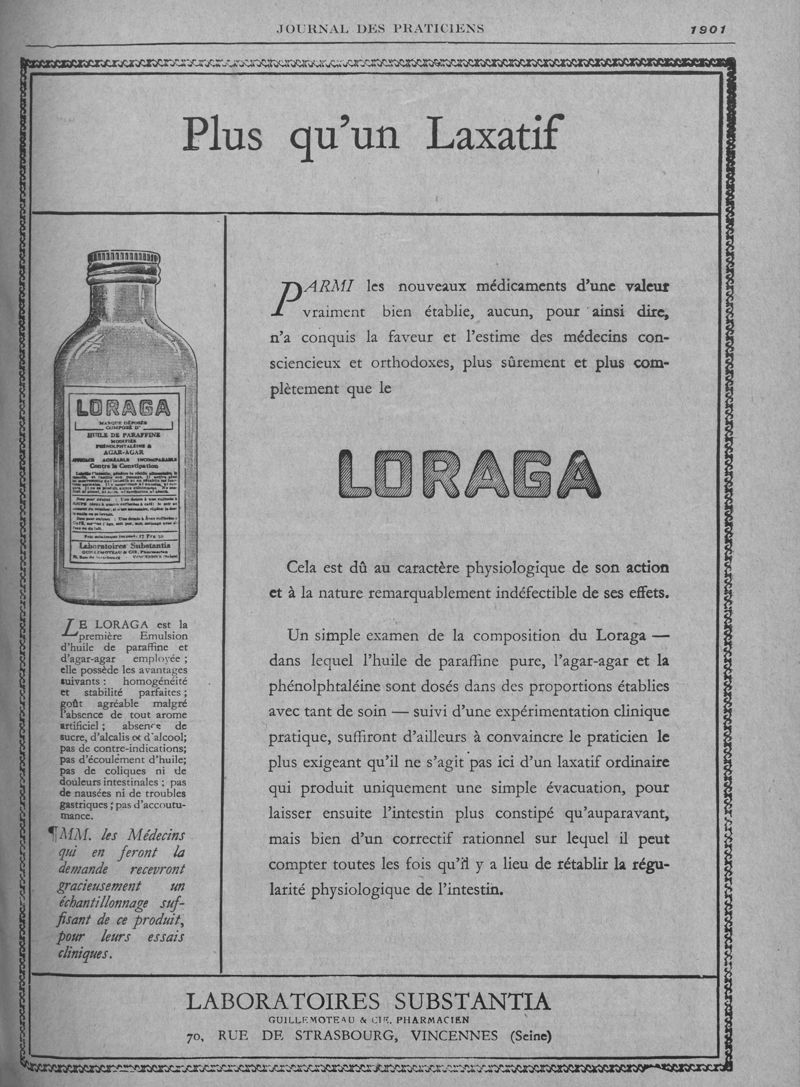 JOURNAL DES PRATICIENS
1901
Plus qu'un Laxatif
LORAGA
MARQUE DÉPOSÉE
COMPOSÉ D'
HUILE DE PARAFFINE
MODIFIÉE
PHÉNOLPHTALÉINE &
AGAR-AGAR
AGRÉABLE INCOMPARABLE
Contre la Constipation
Laboratoires Substantia
GUILLEMOTEAU & CIE, Pharmacien
LE LORAGA est la
première Emulsion
d'huile de paraffine et
d'agar-agar employée ;
elle possède les avantages
suivants : homogénéité
et stabilité parfaites ;
goût agréable malgré
l'absence de tout arome
artificiel ; absence de
sucre, d'alcalis et d'alcool;
pas de contre-indications;
pas d'écoulement d'huile;
pas de coliques ni de
douleurs intestinales ; pas
de nausées ni de troubles
gastriques ; pas d'accoutu-
mance.
¶MM. les Médecins
qui en feront la
demande recevront
gracieusement un
échantillonnage suf-
fisant de ce produit,
pour leurs essais
cliniques.
PARMI les nouveaux médicaments d'une valeur
vraiment bien établie, aucun, pour ainsi dire,
n'a conquis la faveur et l'estime des médecins con-
sciencieux et orthodoxes, plus sûrement et plus com-
plètement que le
LORAGA
Cela est dû au caractère physiologique de son action
et à la nature remarquablement indéfectible de ses effets.
Un simple examen de la composition du Loraga —
dans lequel l'huile de paraffine pure, l'agar-agar et la
phénolphtaléine sont dosés dans des proportions établies
avec tant de soin — suivi d'une expérimentation clinique
pratique, suffiront d'ailleurs à convaincre le praticien le
plus exigeant qu'il ne s'agit pas ici d'un laxatif ordinaire
qui produit uniquement une simple évacuation, pour
laisser ensuite l'intestin plus constipé qu'auparavant,
mais bien d'un correctif rationnel sur lequel il peut
compter toutes les fois qu'il y a lieu de rétablir la régu-
larité physiologique de l'intestin.
LABORATOIRES SUBSTANTIA
GUILLEMOTEAU & CIE, PHARMACIEN
70, RUE DE STRASBOURG, VINCENNES (Seine)